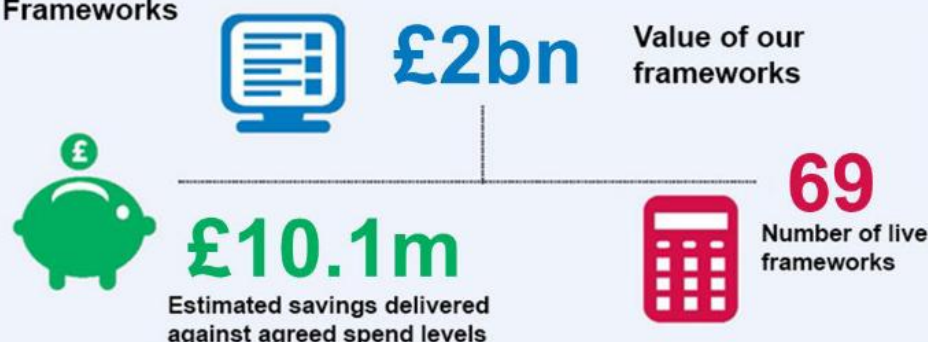 Frameworks
£2bn
Value of our
frameworks
£
£10.1m
Estimated savings delivered
against agreed spend levels
69
Number of live
frameworks